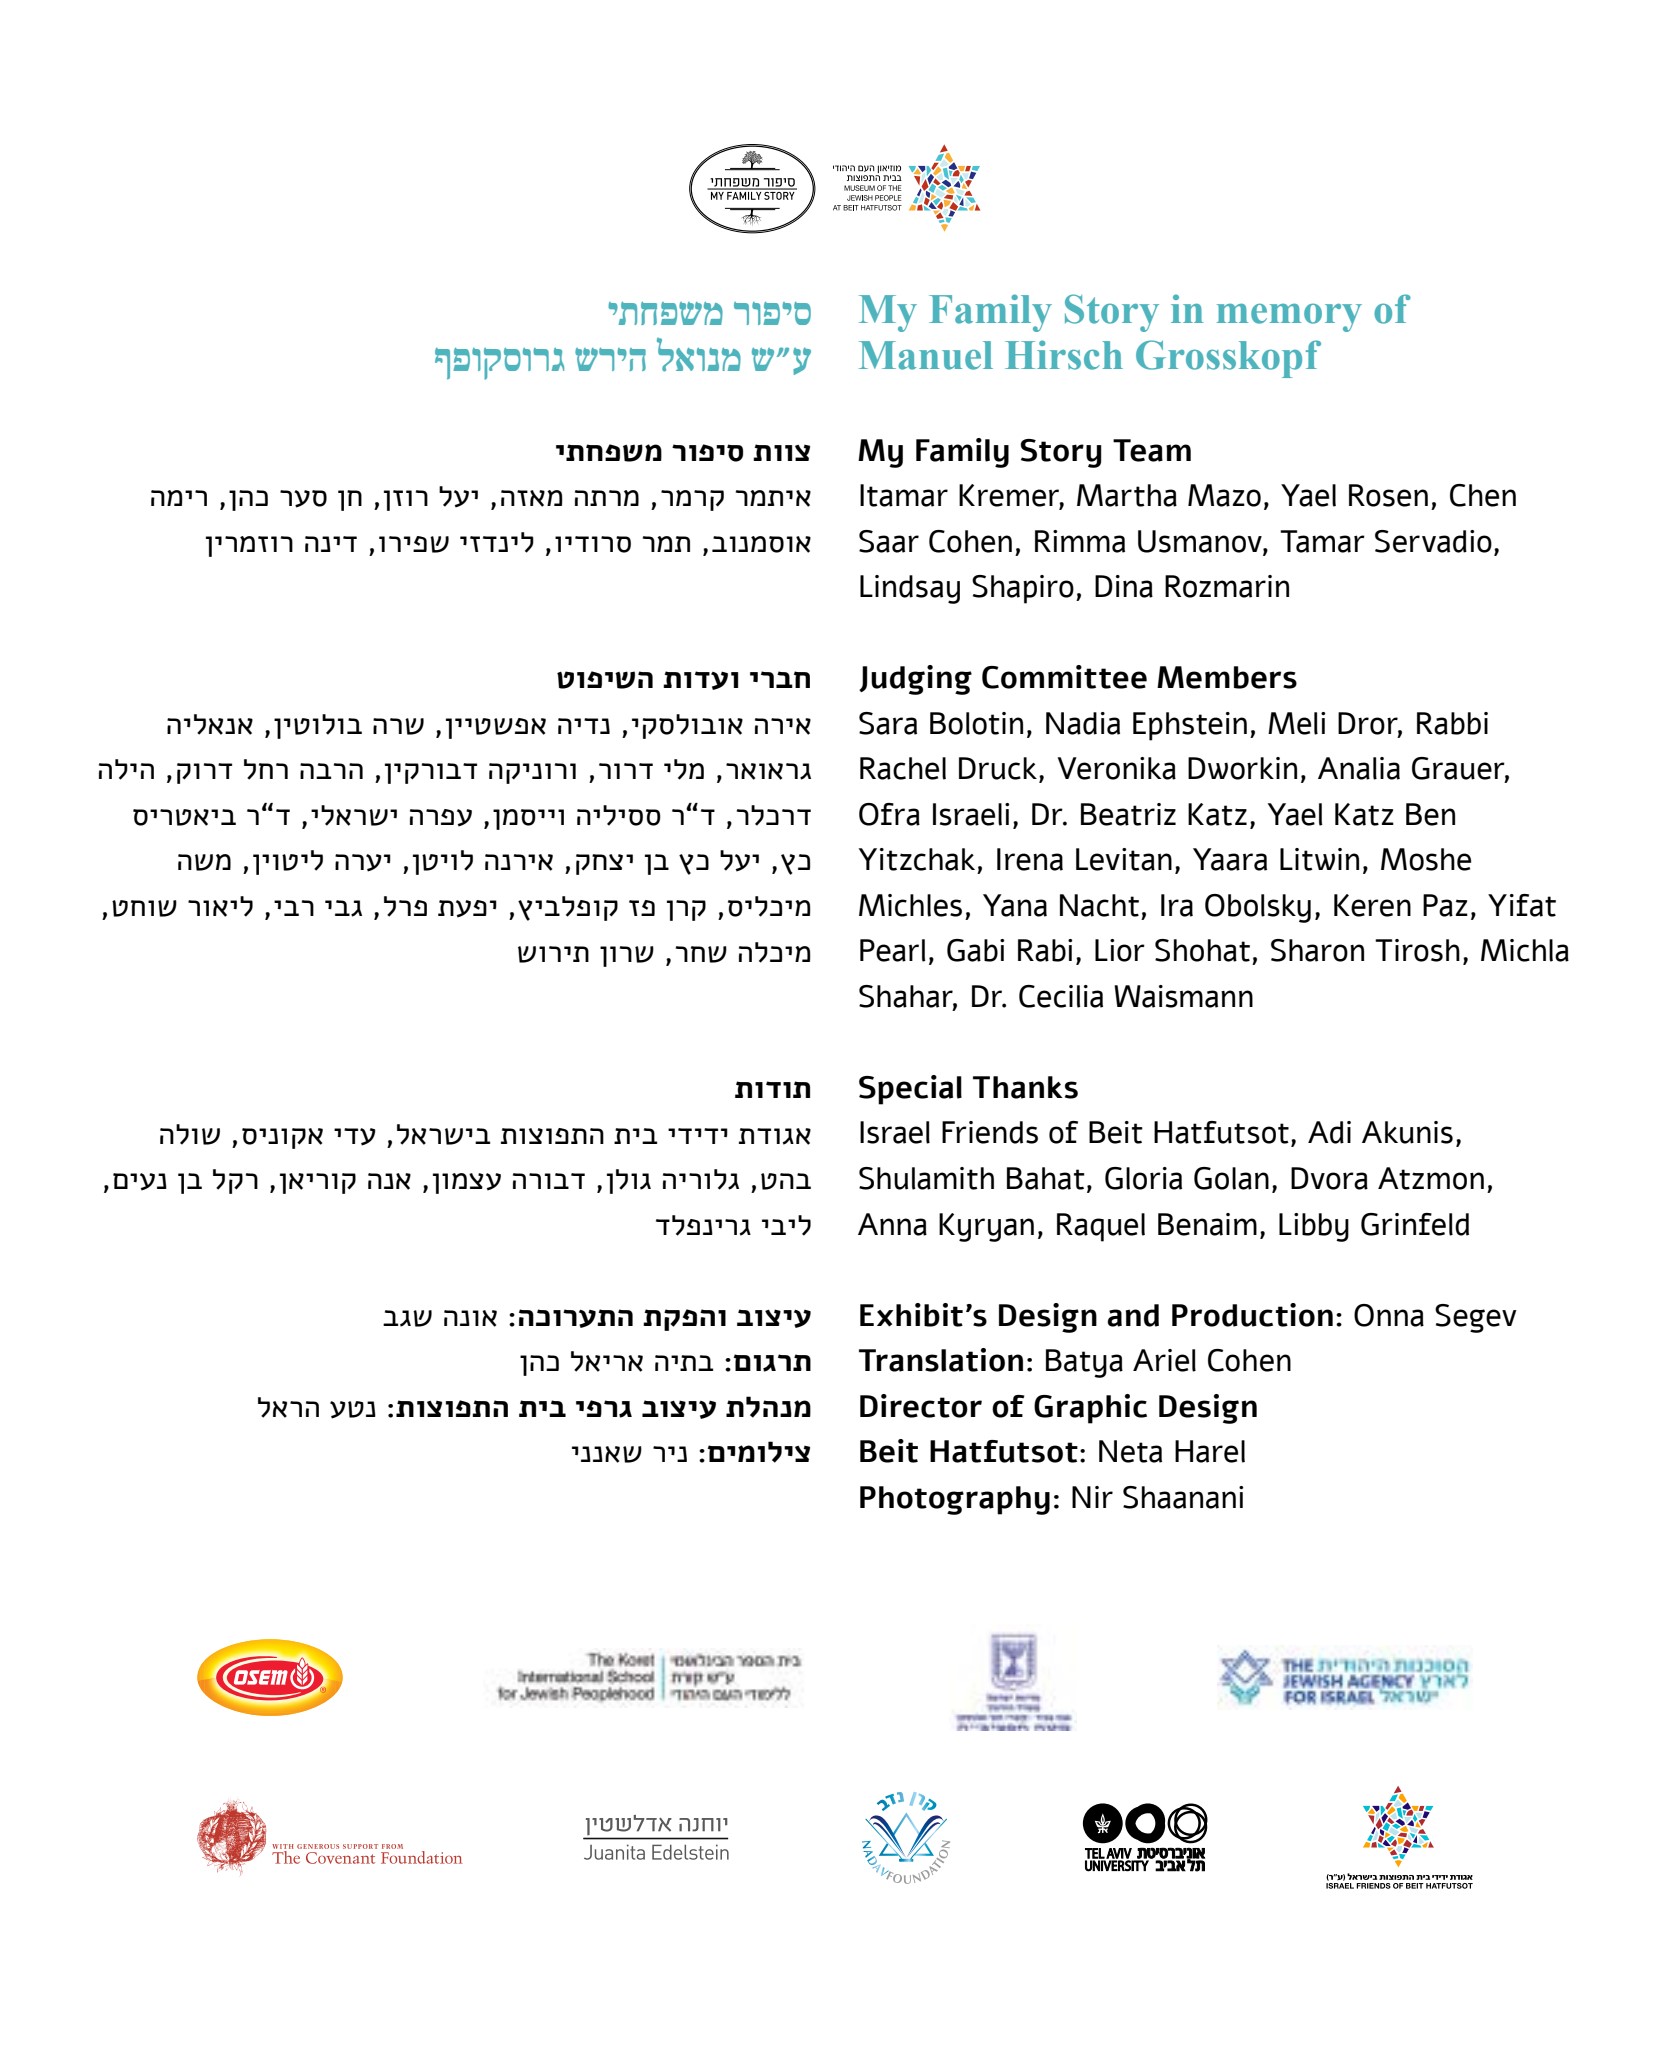 סיפור משפחתי
MY FAMILY STORY
מוזיאון העם היהודי
בבית התפוצות
MUSEUM OF THE
JEWISH PEOPLE
AT BEIT HATFUTSOT
סיפור משפחתי
ע״ש מנואל הירש גרוסקופף
צוות סיפור משפחתי
איתמר קרמר, מרתה מאזה, יעל רוזן, חן סער כהן, רימה
אוסמנוב, תמר סרודיו, לינדזי שפירו, דינה רוזמרין
חברי ועדות השיפוט
אירה אובולסקי, נדיה אפשטיין, שרה בולוטין, אנאליה
גראואר, מלי דרור, ורוניקה דבורקין, הרבה רחל דרוק, הילה
דרכלר, ד“ר ססיליה וייסמן, עפרה ישראלי, ד“ר ביאטריס
כץ, יעל כץ בן יצחק, אירנה לויטן, יערה ליטוין, משה
מיכליס, קרן פז קופלביץ, יפעת פרל, גבי רבי, ליאור שוחט,
מיכלה שחר, שרון תירוש
תודות
אגודת ידידי בית התפוצות בישראל, עדי אקוניס, שולה
בהט, גלוריה גולן, דבורה עצמון, אנה קוריאן, רקל בן נעים,
ליבי גרינפלד
עיצוב והפקת התערוכה: אונה שגב
תרגום: בתיה אריאל כהן
מנהלת עיצוב גרפי בית התפוצות: נטע הראל
צילומים: ניר שאנני
My Family Story in memory of
Manuel Hirsch Grosskopf
My Family Story Team
Itamar Kremer, Martha Mazo, Yael Rosen, Chen
Saar Cohen, Rimma Usmanov, Tamar Servadio,
Lindsay Shapiro, Dina Rozmarin
Judging Committee Members
Sara Bolotin, Nadia Ephstein, Meli Dror, Rabbi
Rachel Druck, Veronika Dworkin, Analia Grauer,
Ofra Israeli, Dr. Beatriz Katz, Yael Katz Ben
Yitzchak, Irena Levitan, Yaara Litwin, Moshe
Michles, Yana Nacht, Ira Obolsky, Keren Paz, Yifat
Pearl, Gabi Rabi, Lior Shohat, Sharon Tirosh, Michla
Shahar, Dr. Cecilia Waismann
Special Thanks
Israel Friends of Beit Hatfutsot, Adi Akunis,
Shulamith Bahat, Gloria Golan, Dvora Atzmon,
Anna Kyryan, Raquel Benaim, Libby Grinfeld
Exhibit’s Design and Production: Onna Segev
Translation: Batya Ariel Cohen
Director of Graphic Design
Beit Hatfutsot: Neta Harel
Photography: Nir Shaanani
OSEM
The Koret
International School
for Jewish Peoplehood
בית הספר הבינלאומי
ע״ש קורת
ללימודי העם היהודי
THE JEWISH AGENCY FOR ISRAEL
הסוכנות היהודית
לארץ
ישראל
WITH GENEROUS SUPPORT FROM
The Covenant Foundation
יוחנה אדלשטין
Juanita Edelstein
קרן נדב
NADAV FOUNDATION
TEL AVIV אוניברסיטת
UNIVERSITY תל אביב
אגודת ידידי בית התפוצות בישראל (ע״ר)
ISRAEL FRIENDS OF BEIT HATFUTSOT